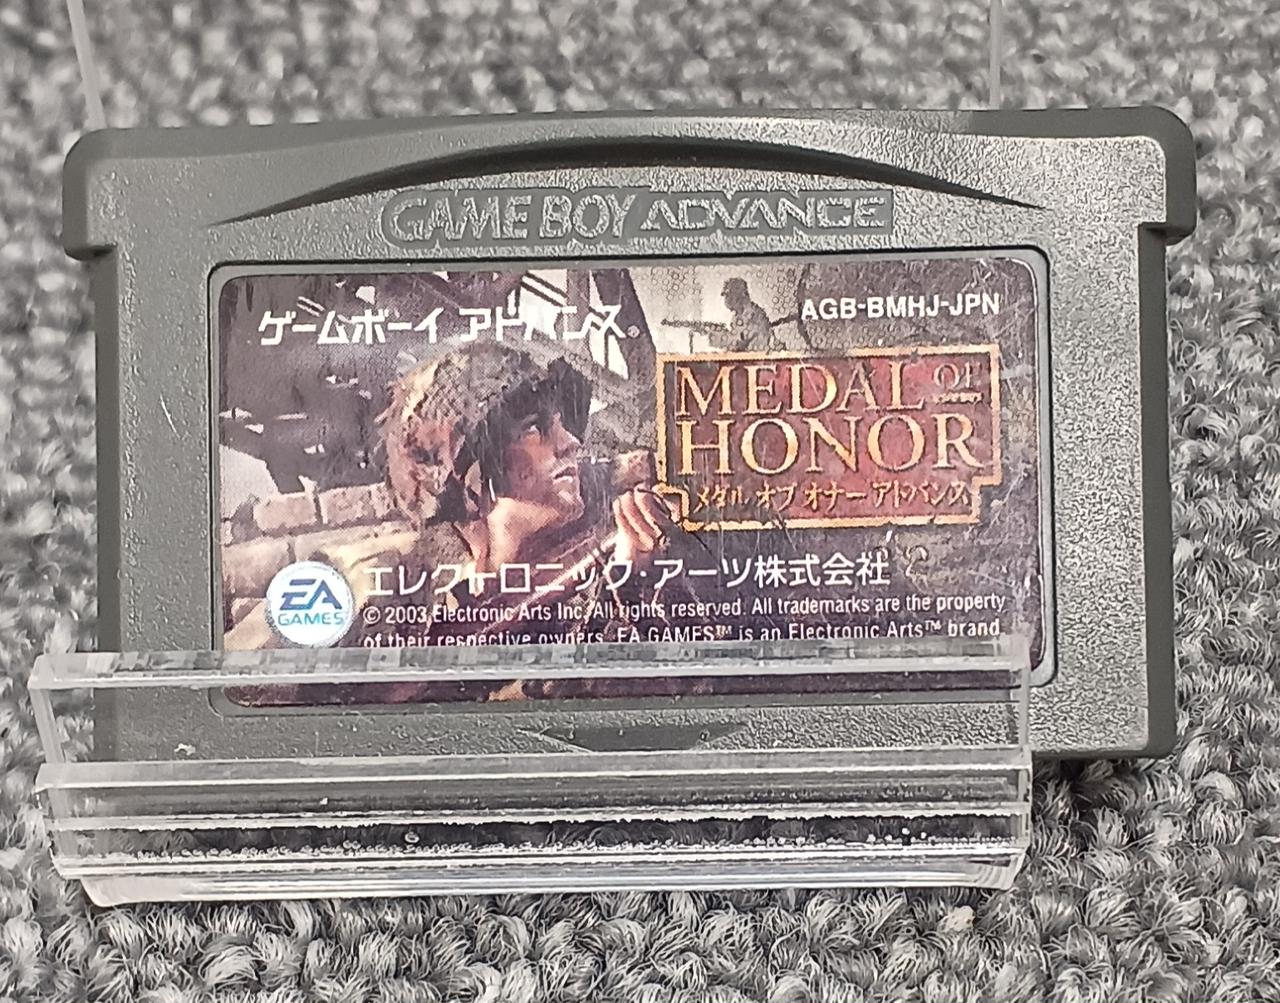 GAME BOY ADVANCE
ゲームボーイ アドバンス®
AGB-BMHJ-JPN
MEDAL OF
HONOR
メダル オブ オナー アドバンス
エレクトロニック・アーツ株式会社
EA
GAMES™
© 2003 Electronic Arts Inc. All rights reserved. All trademarks are the property
of their respective owners. EA GAMES™ is an Electronic Arts™ brand